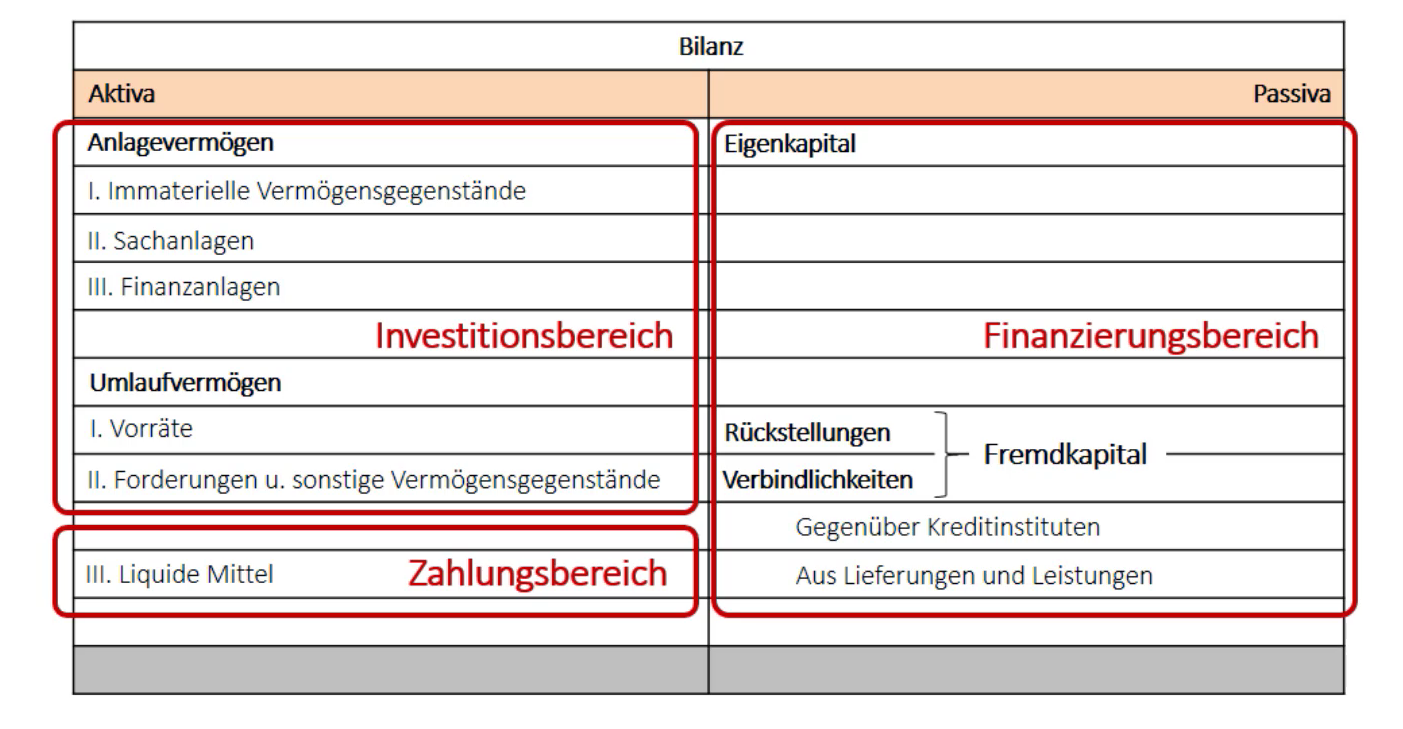 Bilanz
Aktiva
Passiva
Anlagevermögen
Eigenkapital
I. Immaterielle Vermögensgegenstände
II. Sachanlagen
III. Finanzanlagen
Investitionsbereich
Finanzierungsbereich
Umlaufvermögen
I. Vorräte
Rückstellungen
Fremdkapital
II. Forderungen u. sonstige Vermögensgegenstände
Verbindlichkeiten
Gegenüber Kreditinstituten
III. Liquide Mittel
Zahlungsbereich
Aus Lieferungen und Leistungen